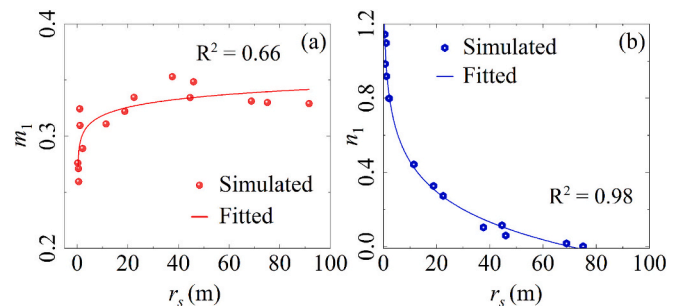 0.4
0.3
0.2
m₁
R² = 0.66
(a)
Simulated
Fitted
0 20 40 60 80 100
rₛ (m)
1.2
0.8
0.4
0.0
n₁
(b)
Simulated
Fitted
R² = 0.98
0 20 40 60 80 100
rₛ (m)